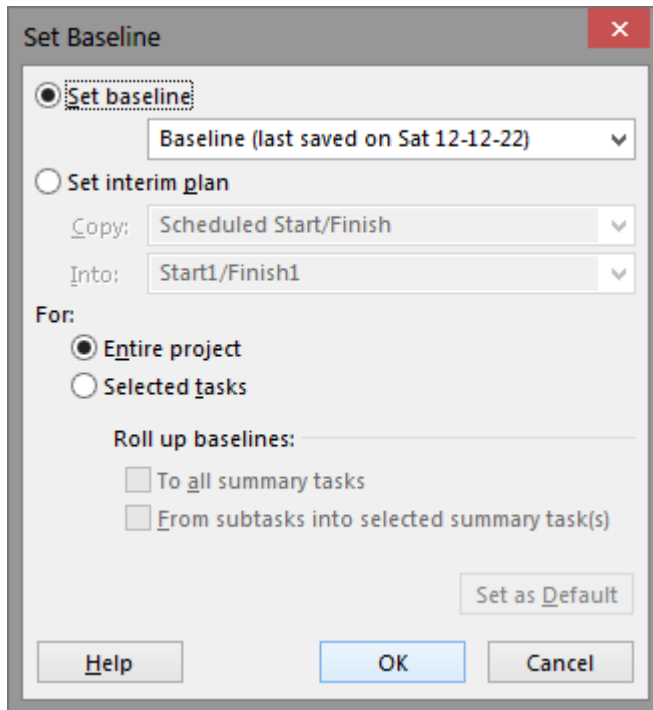 Set Baseline
Set baseline
Baseline (last saved on Sat 12-12-22)
Set interim plan
Copy: Scheduled Start/Finish
Into: Start1/Finish1
For:
Entire project
Selected tasks
Roll up baselines:
To all summary tasks
From subtasks into selected summary task(s)
Set as Default
Help OK Cancel